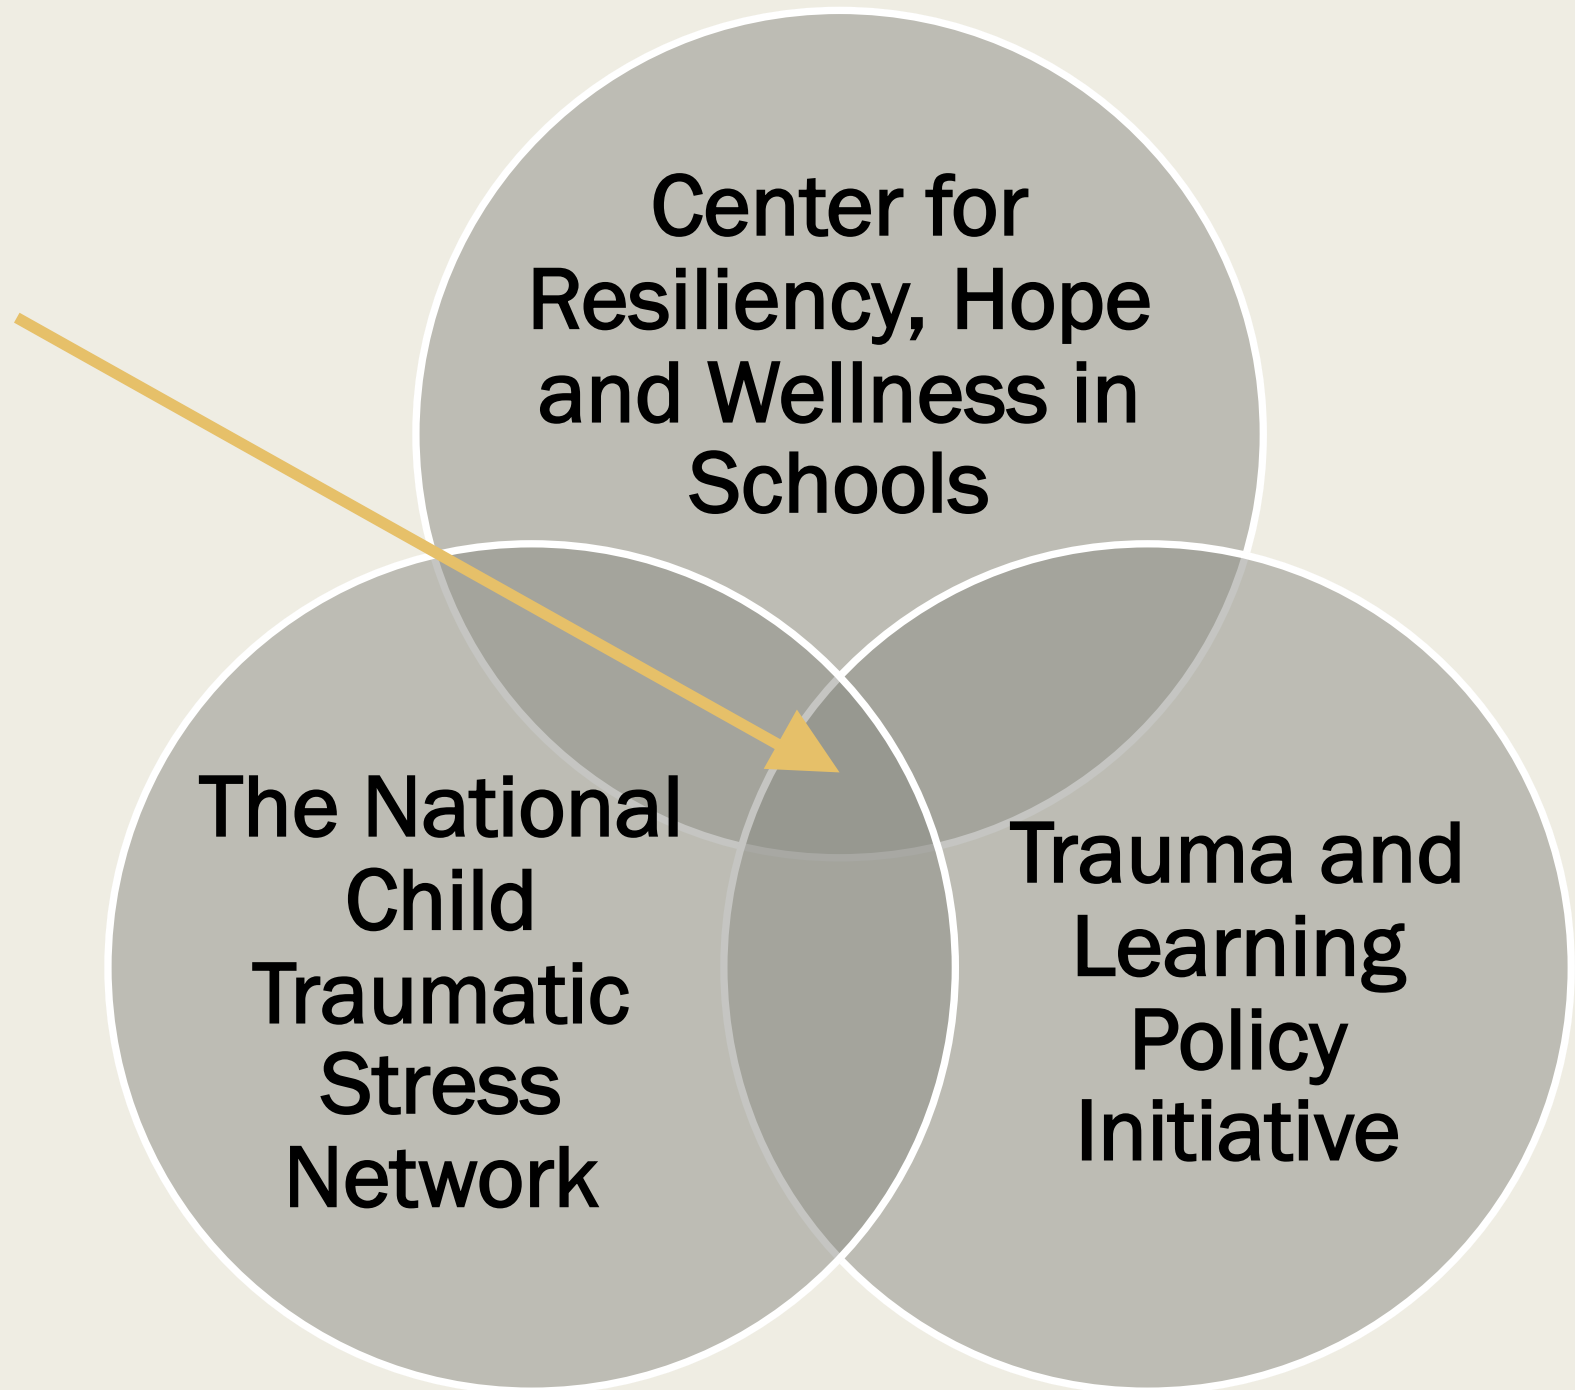 Center for
Resiliency, Hope
and Wellness in
Schools
The National
Child
Traumatic
Stress
Network
Trauma and
Learning
Policy
Initiative